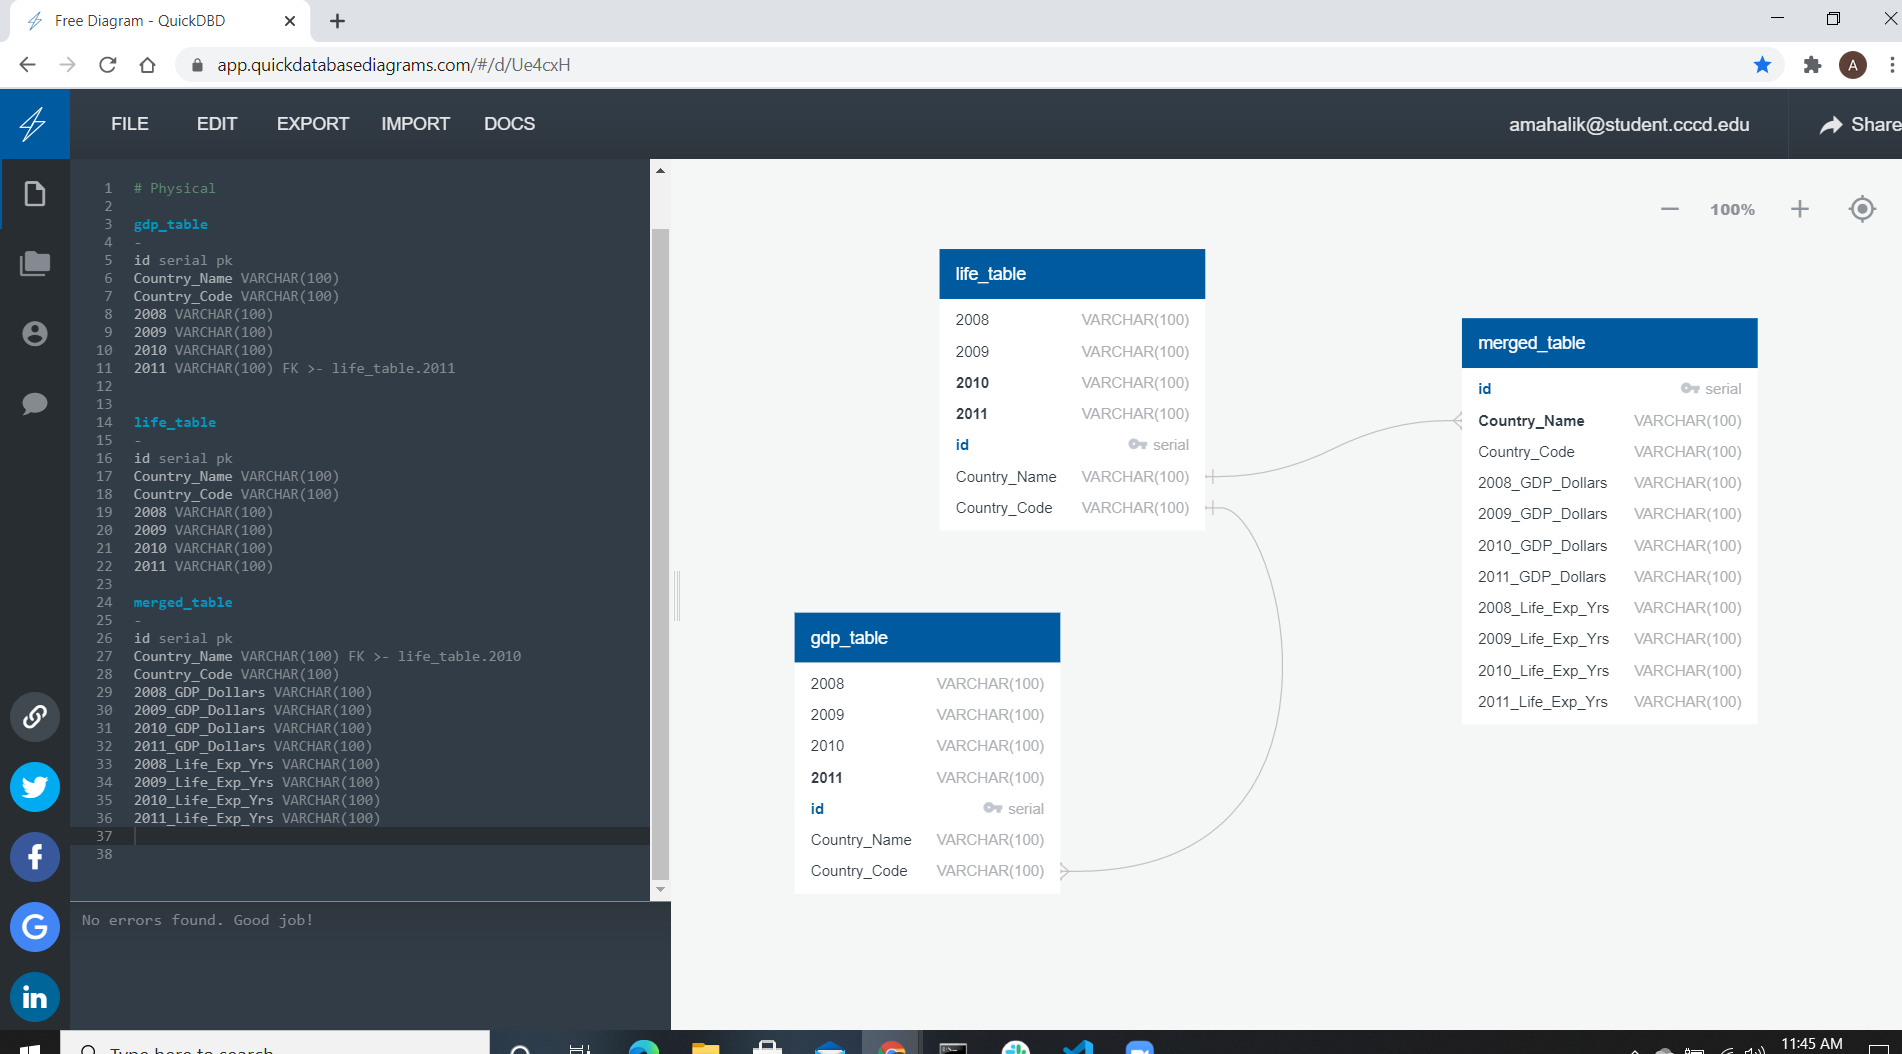 Free Diagram - QuickDBD
app.quickdatabasediagrams.com/#/d/Ue4cxH
A
FILE EDIT EXPORT IMPORT DOCS
amahalik@student.cccd.edu
Share
1 # Physical
2
3 gdp_table
4 -
5 id serial pk
6 Country_Name VARCHAR(100)
7 Country_Code VARCHAR(100)
8 2008 VARCHAR(100)
9 2009 VARCHAR(100)
10 2010 VARCHAR(100)
11 2011 VARCHAR(100) FK >- life_table.2011
12
13
14 life_table
15 -
16 id serial pk
17 Country_Name VARCHAR(100)
18 Country_Code VARCHAR(100)
19 2008 VARCHAR(100)
20 2009 VARCHAR(100)
21 2010 VARCHAR(100)
22 2011 VARCHAR(100)
23
24 merged_table
25 -
26 id serial pk
27 Country_Name VARCHAR(100) FK >- life_table.2010
28 Country_Code VARCHAR(100)
29 2008_GDP_Dollars VARCHAR(100)
30 2009_GDP_Dollars VARCHAR(100)
31 2010_GDP_Dollars VARCHAR(100)
32 2011_GDP_Dollars VARCHAR(100)
33 2008_Life_Exp_Yrs VARCHAR(100)
34 2009_Life_Exp_Yrs VARCHAR(100)
35 2010_Life_Exp_Yrs VARCHAR(100)
36 2011_Life_Exp_Yrs VARCHAR(100)
37
38
No errors found. Good job!
100%
life_table
2008 VARCHAR(100)
2009 VARCHAR(100)
2010 VARCHAR(100)
2011 VARCHAR(100)
id serial
Country_Name VARCHAR(100)
Country_Code VARCHAR(100)
gdp_table
2008 VARCHAR(100)
2009 VARCHAR(100)
2010 VARCHAR(100)
2011 VARCHAR(100)
id serial
Country_Name VARCHAR(100)
Country_Code VARCHAR(100)
merged_table
id serial
Country_Name VARCHAR(100)
Country_Code VARCHAR(100)
2008_GDP_Dollars VARCHAR(100)
2009_GDP_Dollars VARCHAR(100)
2010_GDP_Dollars VARCHAR(100)
2011_GDP_Dollars VARCHAR(100)
2008_Life_Exp_Yrs VARCHAR(100)
2009_Life_Exp_Yrs VARCHAR(100)
2010_Life_Exp_Yrs VARCHAR(100)
2011_Life_Exp_Yrs VARCHAR(100)
Type here to search
11:45 AM